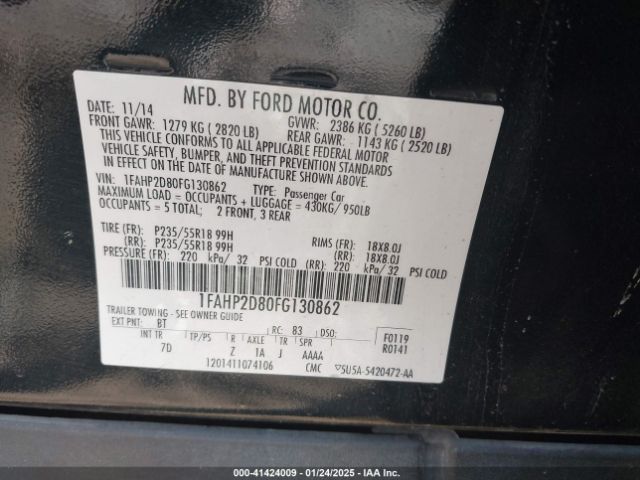 MFD. BY FORD MOTOR CO.
DATE: 11/14
GVWR: 2386 KG ( 5260 LB)
FRONT GAWR: 1279 KG ( 2820 LB)
REAR GAWR: 1143 KG ( 2520 LB)
THIS VEHICLE CONFORMS TO ALL APPLICABLE FEDERAL MOTOR
VEHICLE SAFETY, BUMPER, AND THEFT PREVENTION STANDARDS
IN EFFECT ON THE DATE OF MANUFACTURE SHOWN ABOVE.
VIN: 1FAHP2D80FG130862 TYPE: Passenger Car
MAXIMUM LOAD = OCCUPANTS + LUGGAGE = 430KG/ 950LB
OCCUPANTS = 5 TOTAL; 2 FRONT, 3 REAR
TIRE (FR): P235/55R18 99H RIMS (FR): 18X8.0J
(RR): P235/55R18 99H (RR): 18X8.0J
PRESSURE (FR): 220 kPa/ 32 PSI COLD (RR): 220 kPa/ 32 PSI COLD
1FAHP2D80FG130862
TRAILER TOWING - SEE OWNER GUIDE
EXT PNT: BT RC: 83 DSO:
F0119
INT TR TP/PS R AXLE TR SPR
R0141
7D Z 1A J AAAA
1201411074106 CMC ▽5U5A-5420472-AA
000-41424009 — 01/24/2025 — IAA Inc.